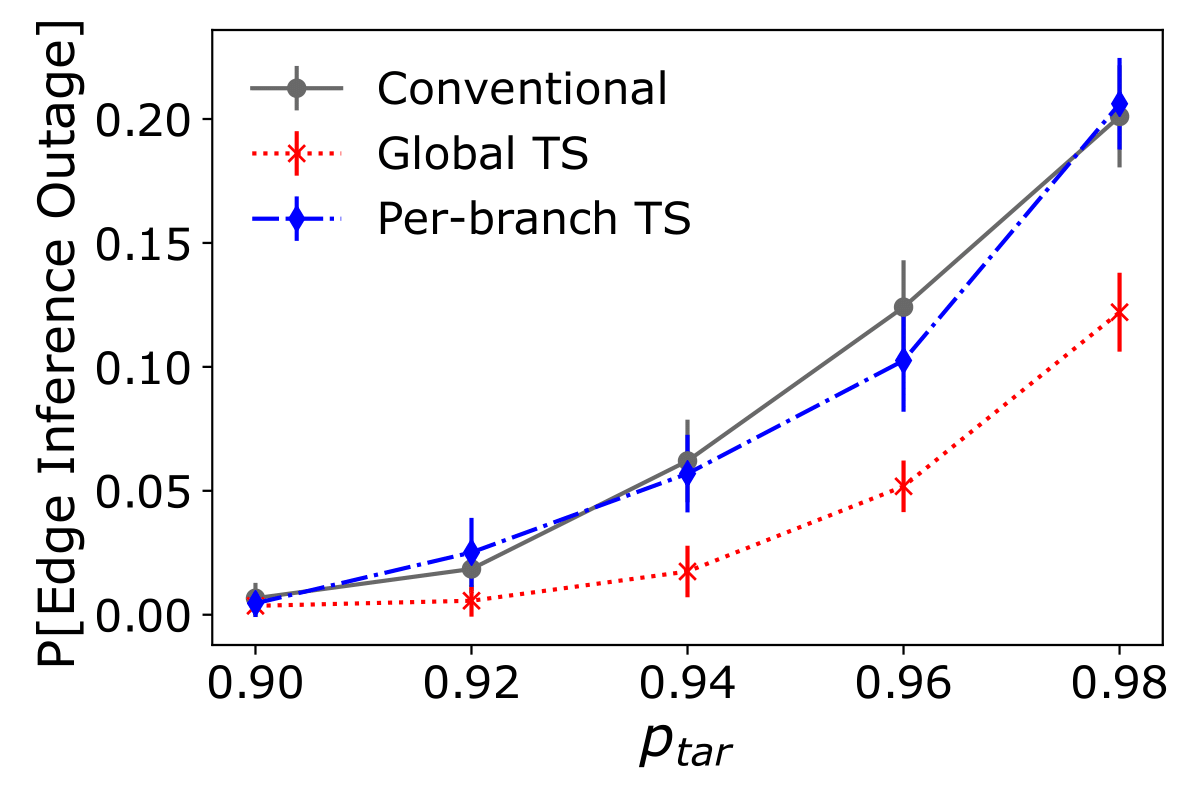 P[Edge Inference Outage]
Conventional
Global TS
Per-branch TS
0.20
0.15
0.10
0.05
0.00
0.90 0.92 0.94 0.96 0.98
p_tar